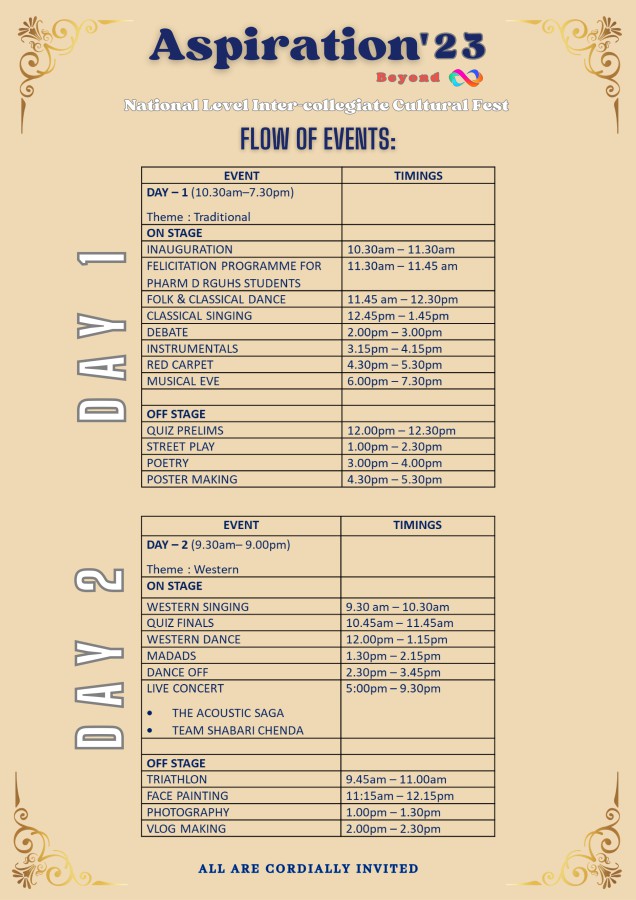 Aspiration'23
Beyond
National Level Inter-collegiate Cultural Fest
FLOW OF EVENTS:
DAY 1
EVENT TIMINGS
DAY – 1 (10.30am–7.30pm)
Theme : Traditional
ON STAGE
INAUGURATION 10.30am – 11.30am
FELICITATION PROGRAMME FOR 11.30am – 11.45 am
PHARM D RGUHS STUDENTS
FOLK & CLASSICAL DANCE 11.45 am – 12.30pm
CLASSICAL SINGING 12.45pm – 1.45pm
DEBATE 2.00pm – 3.00pm
INSTRUMENTALS 3.15pm – 4.15pm
RED CARPET 4.30pm – 5.30pm
MUSICAL EVE 6.00pm – 7.30pm
OFF STAGE
QUIZ PRELIMS 12.00pm – 12.30pm
STREET PLAY 1.00pm – 2.30pm
POETRY 3.00pm – 4.00pm
POSTER MAKING 4.30pm – 5.30pm
DAY 2
EVENT TIMINGS
DAY – 2 (9.30am– 9.00pm)
Theme : Western
ON STAGE
WESTERN SINGING 9.30 am – 10.30am
QUIZ FINALS 10.45am – 11.45am
WESTERN DANCE 12.00pm – 1.15pm
MADADS 1.30pm – 2.15pm
DANCE OFF 2.30pm – 3.45pm
LIVE CONCERT 5:00pm – 9.30pm
• THE ACOUSTIC SAGA
• TEAM SHABARI CHENDA
OFF STAGE
TRIATHLON 9.45am – 11.00am
FACE PAINTING 11:15am – 12.15pm
PHOTOGRAPHY 1.00pm – 1.30pm
VLOG MAKING 2.00pm – 2.30pm
ALL ARE CORDIALLY INVITED